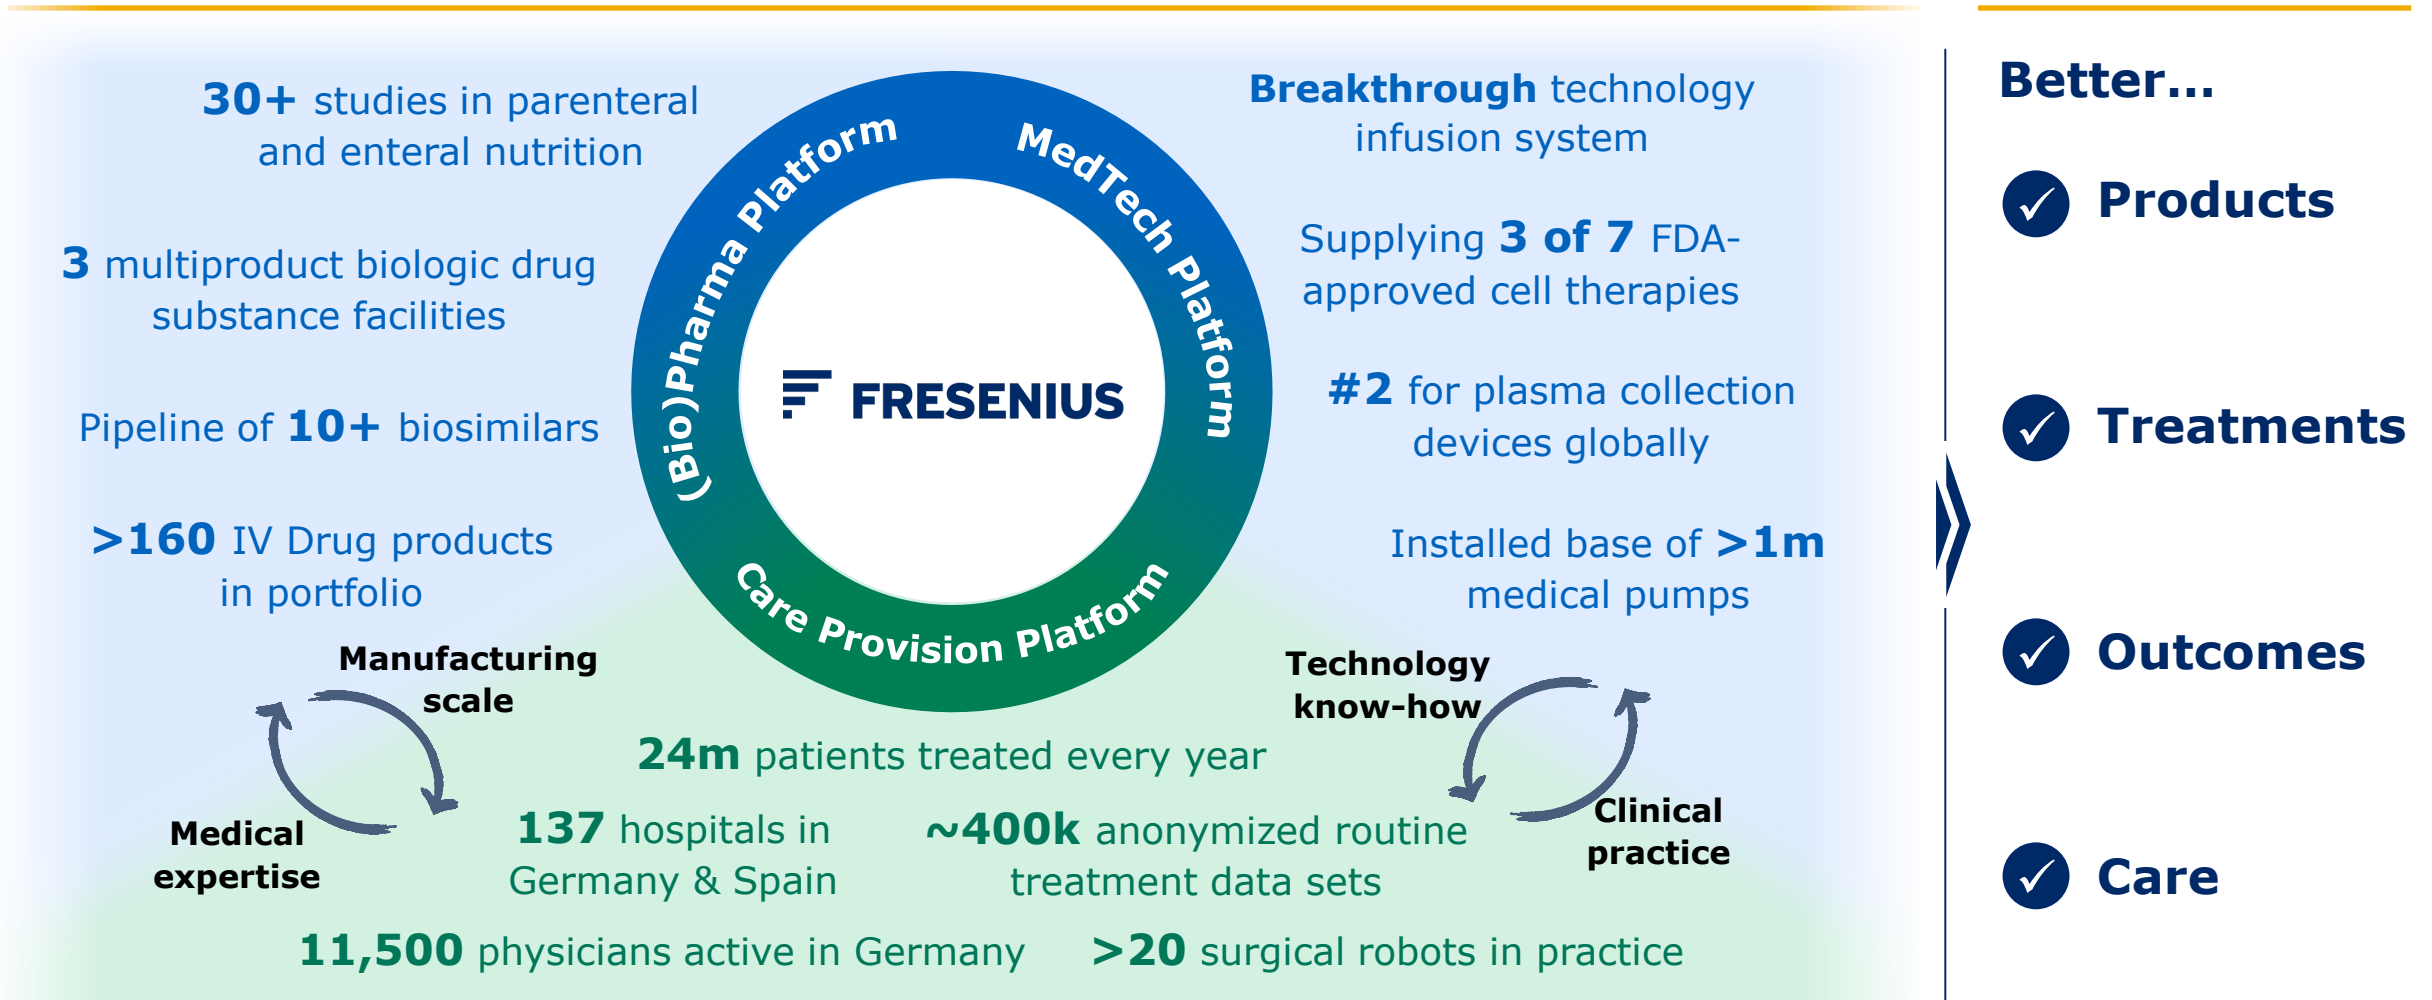 30+ studies in parenteral
and enteral nutrition
3 multiproduct biologic drug
substance facilities
Pipeline of 10+ biosimilars
>160 IV Drug products
in portfolio
(Bio)Pharma Platform
MedTech Platform
Care Provision Platform
FRESENIUS
Breakthrough technology
infusion system
Supplying 3 of 7 FDA-
approved cell therapies
#2 for plasma collection
devices globally
Installed base of >1m
medical pumps
Manufacturing
scale
Medical
expertise
Technology
know-how
Clinical
practice
24m patients treated every year
137 hospitals in
Germany & Spain
~400k anonymized routine
treatment data sets
11,500 physicians active in Germany
>20 surgical robots in practice
Better...
Products
Treatments
Outcomes
Care